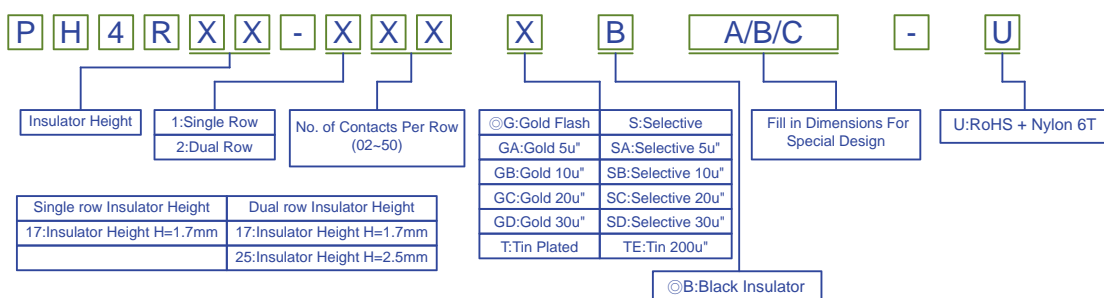 P H 4 R X X - X X X X B A/B/C - U
Insulator Height
1:Single Row
2:Dual Row
No. of Contacts Per Row
(02~50)
◎G:Gold Flash S:Selective
GA:Gold 5u" SA:Selective 5u"
GB:Gold 10u" SB:Selective 10u"
GC:Gold 20u" SC:Selective 20u"
GD:Gold 30u" SD:Selective 30u"
T:Tin Plated TE:Tin 200u"
Fill in Dimensions For
Special Design
U:RoHS + Nylon 6T
Single row Insulator Height Dual row Insulator Height
17:Insulator Height H=1.7mm 17:Insulator Height H=1.7mm
25:Insulator Height H=2.5mm
◎B:Black Insulator